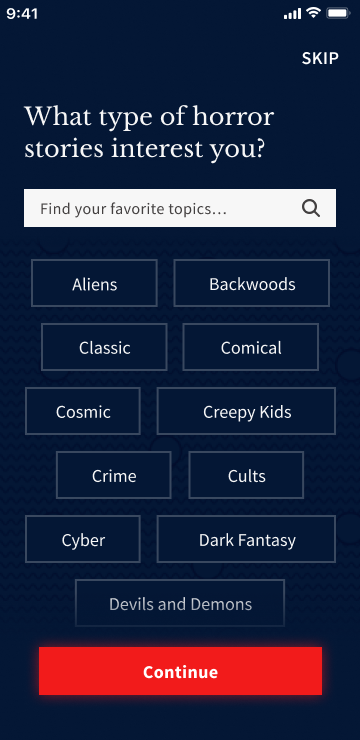 9:41
SKIP
What type of horror
stories interest you?
Find your favorite topics...
Aliens
Backwoods
Classic
Comical
Cosmic
Creepy Kids
Crime
Cults
Cyber
Dark Fantasy
Devils and Demons
Continue